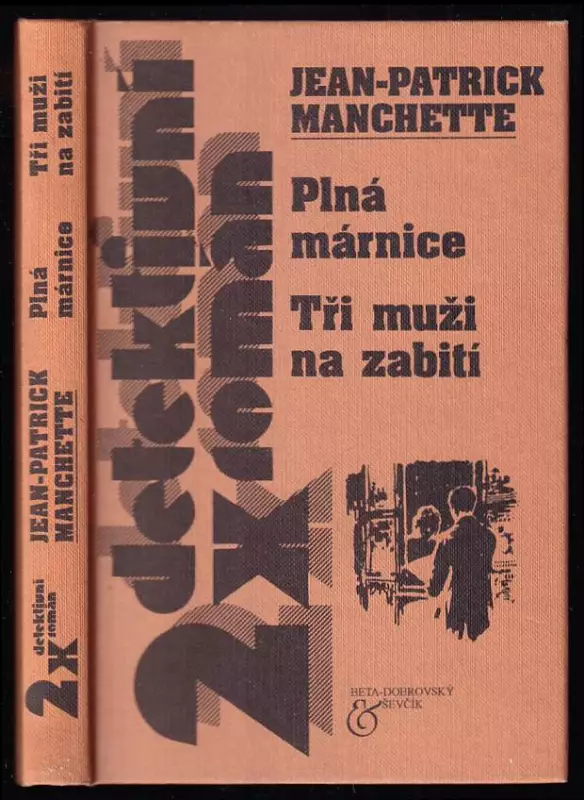 JEAN-PATRICK
MANCHETTE
Plná
márnice
Tři muži
na zabití
2x detektivní
román
BETA-DOBROVSKÝ
& ŠEVČÍK
2x detektivní
román
JEAN-PATRICK
MANCHETTE
Plná
márnice
Tři muži
na zabití